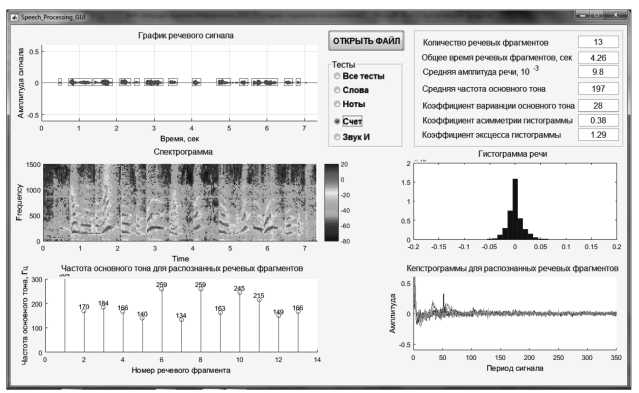 Speech_Processing_GUI
График речевого сигнала
Амплитуда сигнала
0.5
0
-0.5
0 1 2 3 4 5 6 7
Время, сек
ОТКРЫТЬ ФАЙЛ
Тесты
Все тесты
Слова
Ноты
Счет
Звук И
Количество речевых фрагментов 13
Общее время речевых фрагментов, сек 4.26
Средняя амплитуда речи, 10 -3 9.8
Средняя частота основного тона 197
Коэффициент вариации основного тона 28
Коэффициент асимметрии гистограммы 0.38
Коэффициент эксцесса гистограммы 1.29
Спектрограмма
Frequency
1500
1000
500
0
0 1 2 3 4 5 6 7
Time
20
0
-20
-40
-60
-80
Гистограмма речи
2
1.5
1
0.5
0
-0.2 -0.15 -0.1 -0.05 0 0.05 0.1 0.15 0.2
Частота основного тона для распознанных речевых фрагментов
Частота основного тона, Гц
300
200
100
0
170 184 166 140 259 134 259 163 245 215 149 166
0 2 4 6 8 10 12 14
Номер речевого фрагмента
Кепстрограммы для распознанных речевых фрагментов
Амплитуда
0.5
0
-0.5
0 50 100 150 200 250 300 350
Период сигнала